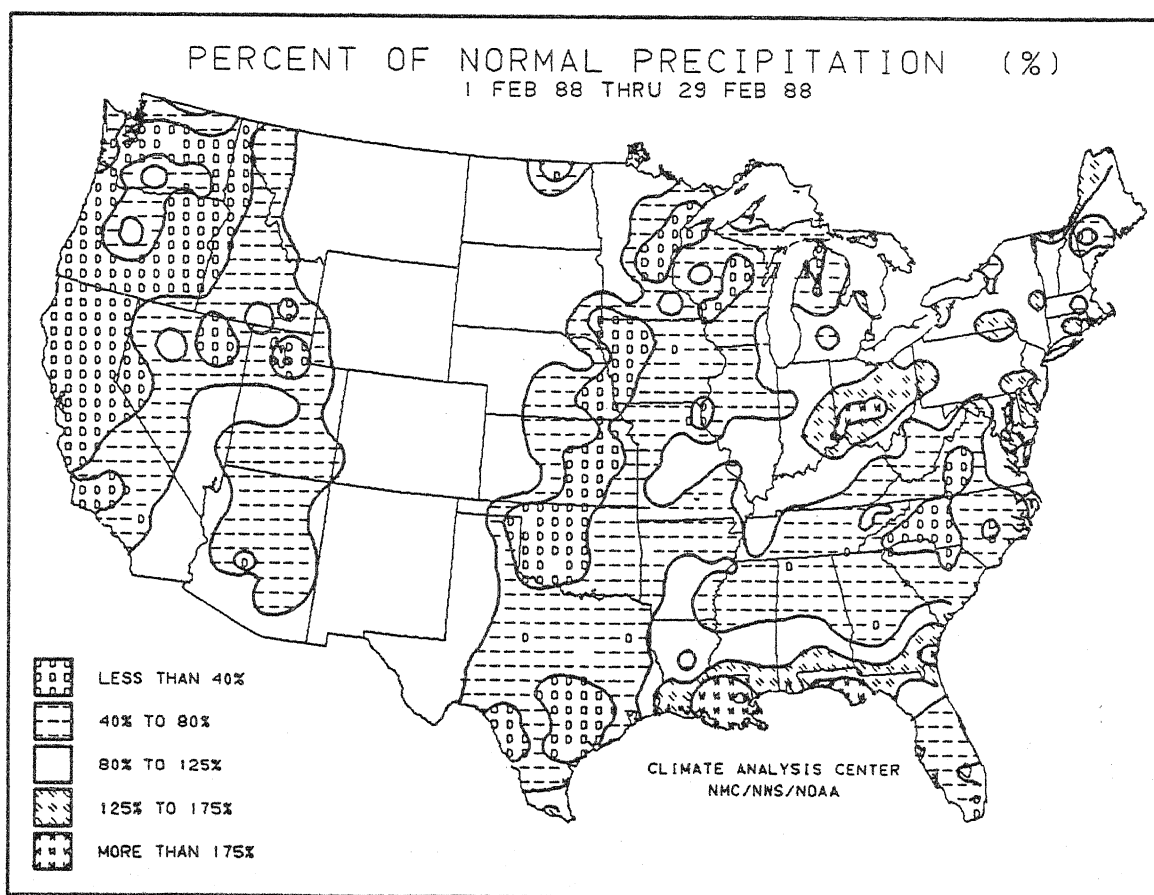 PERCENT OF NORMAL PRECIPITATION (%)
1 FEB 88 THRU 29 FEB 88
LESS THAN 40%
40% TO 80%
80% TO 125%
125% TO 175%
MORE THAN 175%
CLIMATE ANALYSIS CENTER
NMC/NWS/NOAA